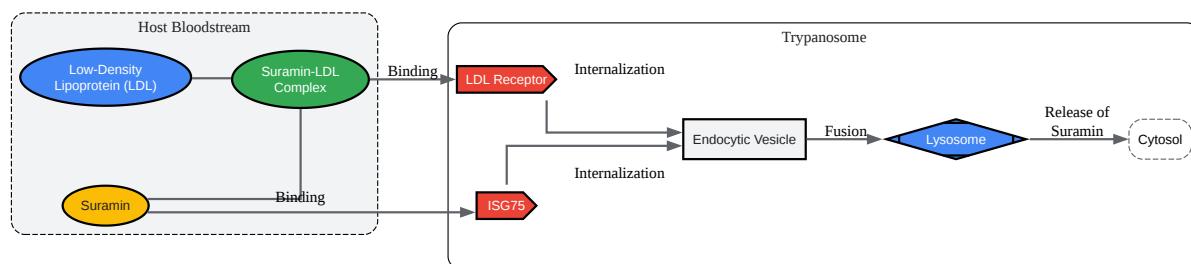 Host Bloodstream
Trypanosome
Low-Density
Lipoprotein (LDL)
Suramin-LDL
Complex
Binding
LDL Receptor
Internalization
Endocytic Vesicle
Fusion
Lysosome
Release of
Suramin
Cytosol
Internalization
Suramin
Binding
ISG75